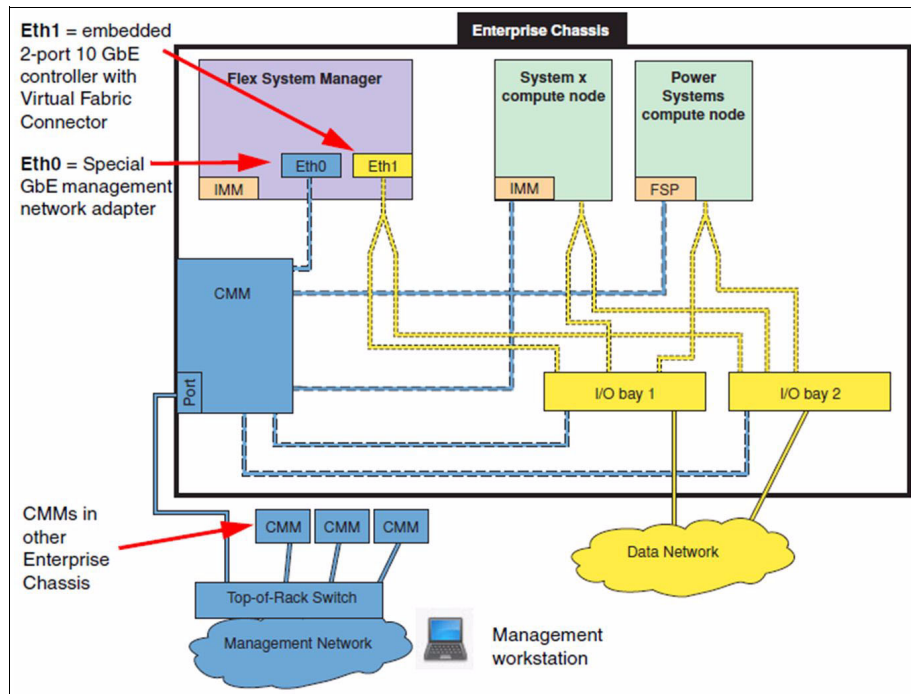 Eth1 = embedded
2-port 10 GbE
controller with
Virtual Fabric
Connector
Eth0 = Special
GbE management
network adapter
Enterprise Chassis
Flex System Manager
Eth0
Eth1
IMM
System x
compute node
IMM
Power
Systems
compute node
FSP
CMM
Port
I/O bay 1
I/O bay 2
CMMs in
other
Enterprise
Chassis
CMM
CMM
CMM
Top-of-Rack Switch
Management Network
Data Network
Management
workstation